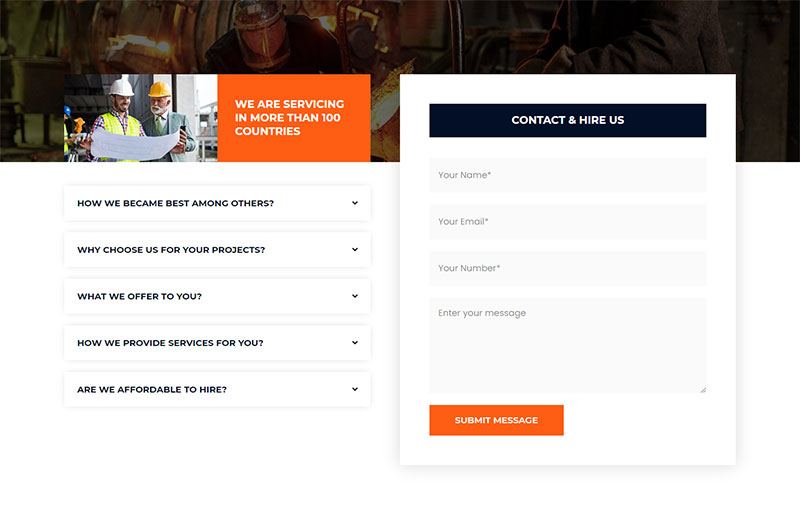 WE ARE SERVICING
IN MORE THAN 100
COUNTRIES
HOW WE BECAME BEST AMONG OTHERS?
WHY CHOOSE US FOR YOUR PROJECTS?
WHAT WE OFFER TO YOU?
HOW WE PROVIDE SERVICES FOR YOU?
ARE WE AFFORDABLE TO HIRE?
CONTACT & HIRE US
Your Name*
Your Email*
Your Number*
Enter your message
SUBMIT MESSAGE